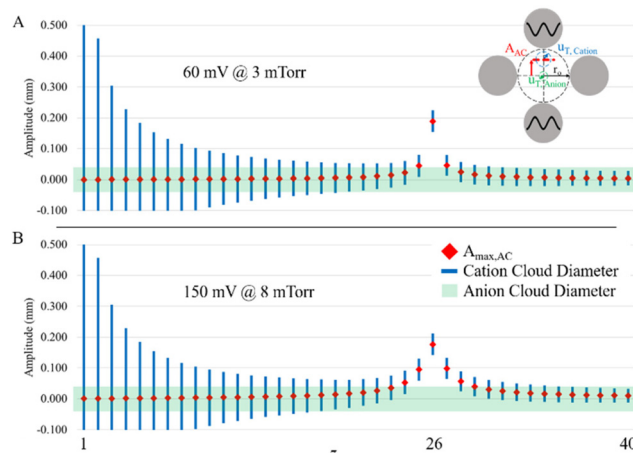 A
0.500
0.400
0.300
0.200
0.100
0.000
-0.100
Amplitude (mm)
60 mV @ 3 mTorr
A_AC
u_T, Cation
r_o
u_T, Anion
B
0.500
0.400
0.300
0.200
0.100
0.000
-0.100
Amplitude (mm)
150 mV @ 8 mTorr
A_max,AC
Cation Cloud Diameter
Anion Cloud Diameter
1
26
40